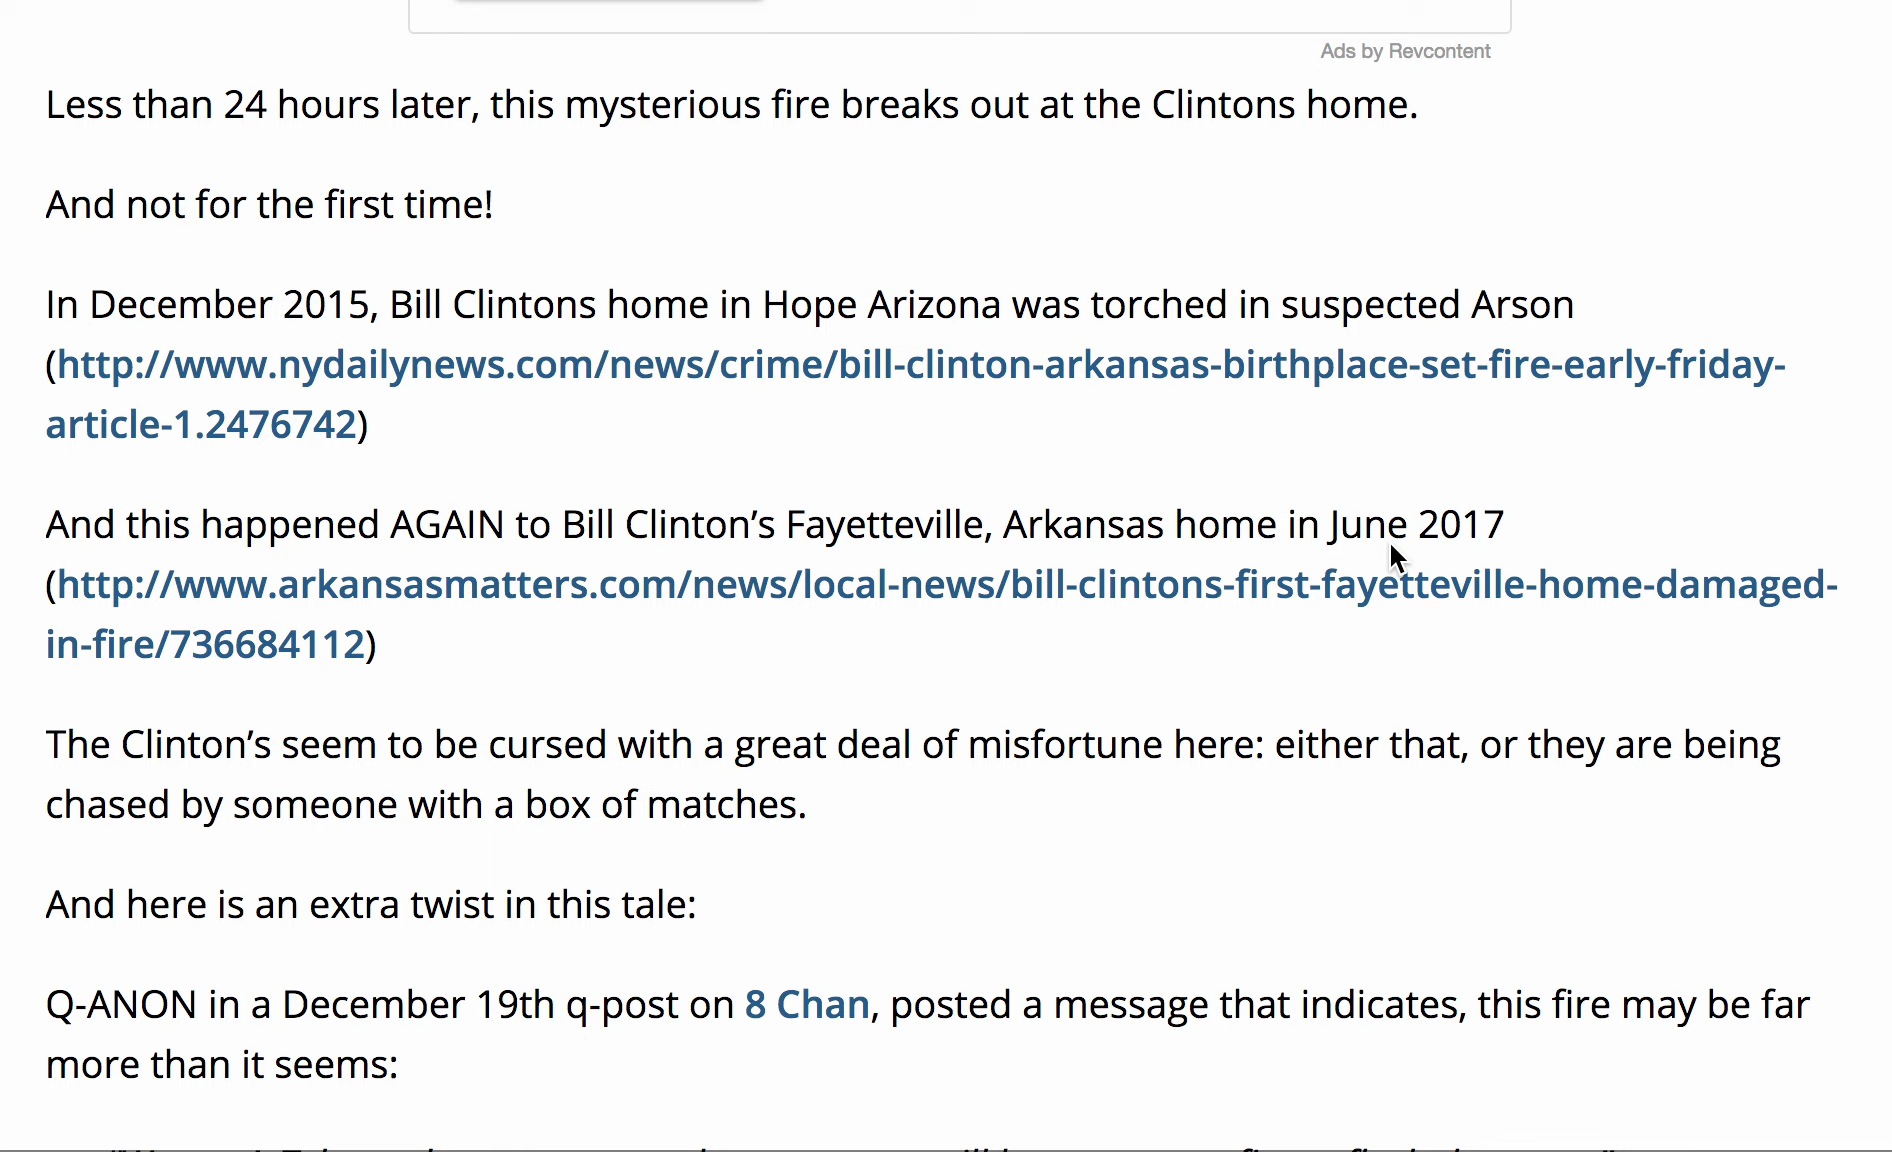 Ads by Revcontent
Less than 24 hours later, this mysterious fire breaks out at the Clintons home.
And not for the first time!
In December 2015, Bill Clintons home in Hope Arizona was torched in suspected Arson
(http://www.nydailynews.com/news/crime/bill-clinton-arkansas-birthplace-set-fire-early-friday-
article-1.2476742)
And this happened AGAIN to Bill Clinton’s Fayetteville, Arkansas home in June 2017
(http://www.arkansasmatters.com/news/local-news/bill-clintons-first-fayetteville-home-damaged-
in-fire/736684112)
The Clinton’s seem to be cursed with a great deal of misfortune here: either that, or they are being
chased by someone with a box of matches.
And here is an extra twist in this tale:
Q-ANON in a December 19th q-post on 8 Chan, posted a message that indicates, this fire may be far
more than it seems: